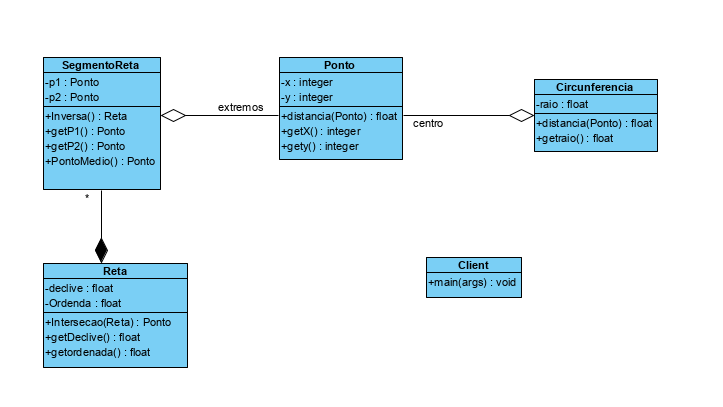 SegmentoReta
-p1 : Ponto
-p2 : Ponto
+Inversa() : Reta
+getP1() : Ponto
+getP2() : Ponto
+PontoMedio() : Ponto
extremos
Ponto
-x : integer
-y : integer
+distancia(Ponto) : float
+getX() : integer
+gety() : integer
centro
Circunferencia
-raio : float
+distancia(Ponto) : float
+getraio() : float
*
Reta
-declive : float
-Ordenda : float
+Intersecao(Reta) : Ponto
+getDeclive() : float
+getordenada() : float
Client
+main(args) : void